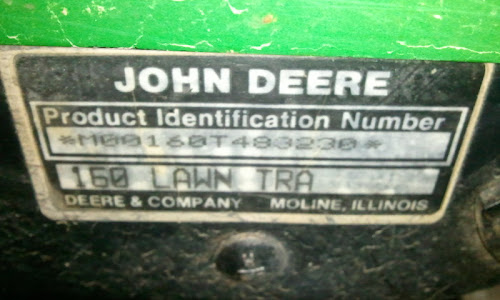 JOHN DEERE
Product Identification Number
*M00160T483230*
160 LAWN TRA
DEERE & COMPANY MOLINE, ILLINOIS